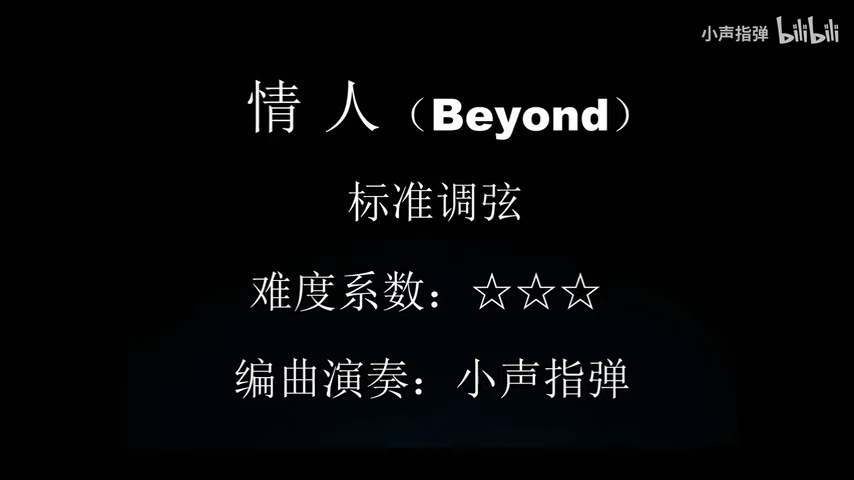 小声指弹 bilibili
情 人（Beyond）
标准调弦
难度系数：☆☆☆
编曲演奏：小声指弹